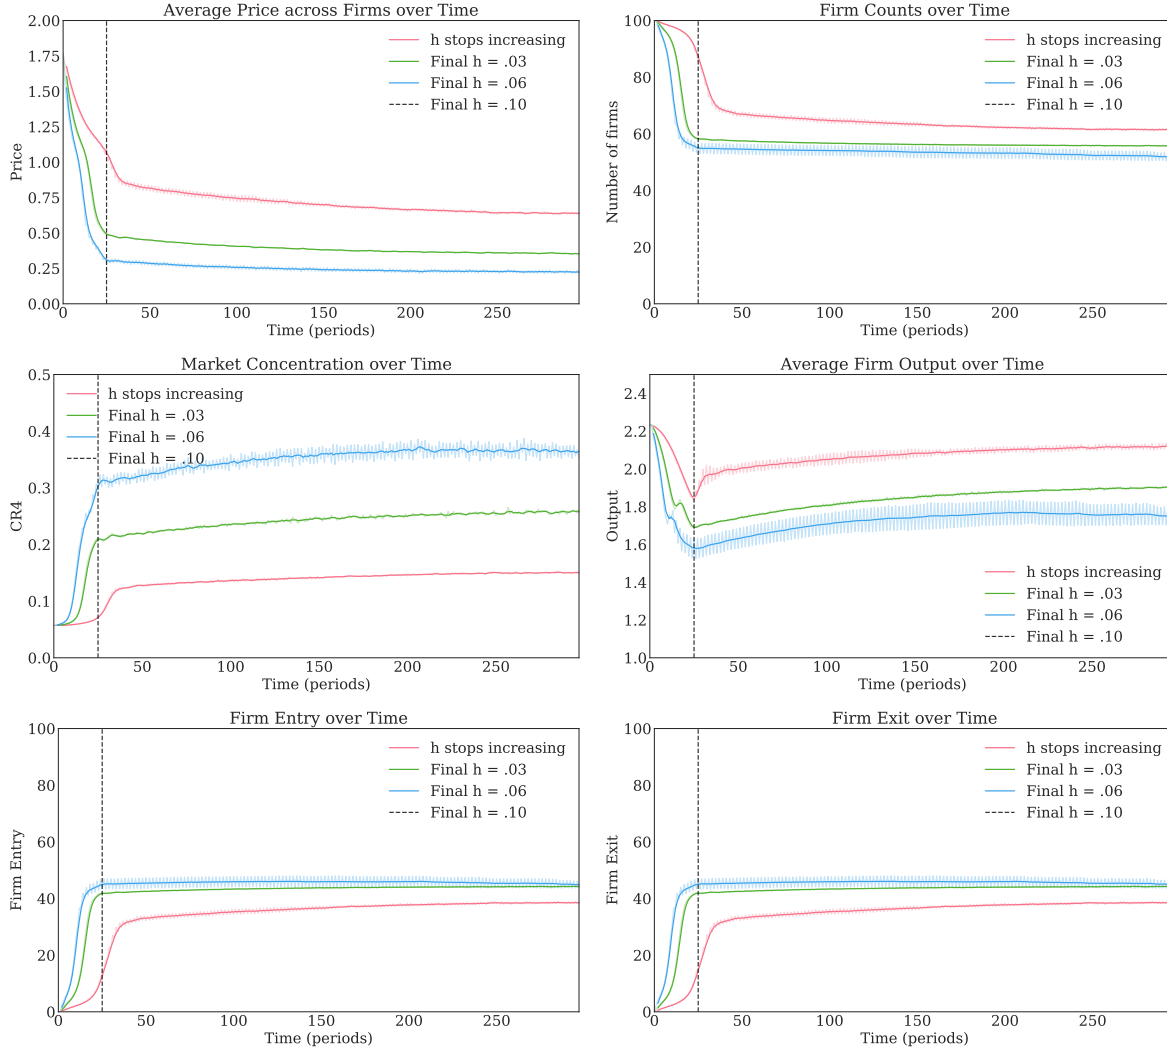 Average Price across Firms over Time
2.00
1.75
1.50
1.25
1.00
0.75
0.50
0.25
0.00
Price
h stops increasing
Final h = .03
Final h = .06
Final h = .10
0 50 100 150 200 250
Time (periods)
Firm Counts over Time
100
80
60
40
20
0
Number of firms
h stops increasing
Final h = .03
Final h = .06
Final h = .10
0 50 100 150 200 250
Time (periods)
Market Concentration over Time
0.5
0.4
0.3
0.2
0.1
0.0
CR4
h stops increasing
Final h = .03
Final h = .06
Final h = .10
0 50 100 150 200 250
Time (periods)
Average Firm Output over Time
2.4
2.2
2.0
1.8
1.6
1.4
1.2
1.0
Output
h stops increasing
Final h = .03
Final h = .06
Final h = .10
0 50 100 150 200 250
Time (periods)
Firm Entry over Time
100
80
60
40
20
0
Firm Entry
h stops increasing
Final h = .03
Final h = .06
Final h = .10
0 50 100 150 200 250
Time (periods)
Firm Exit over Time
100
80
60
40
20
0
Firm Exit
h stops increasing
Final h = .03
Final h = .06
Final h = .10
0 50 100 150 200 250
Time (periods)